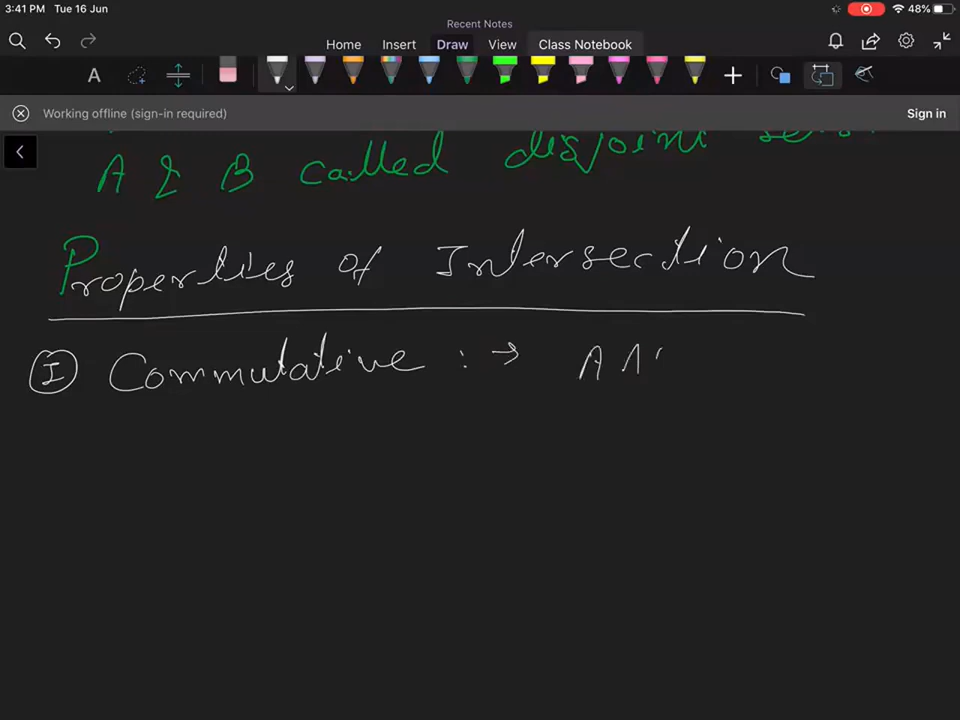 3:41 PM Tue 16 Jun
48%
Recent Notes
Home Insert Draw View Class Notebook
A
Working offline (sign-in required) Sign in
A & B called disjoint
Properties of Intersection
I Commutative :→ A